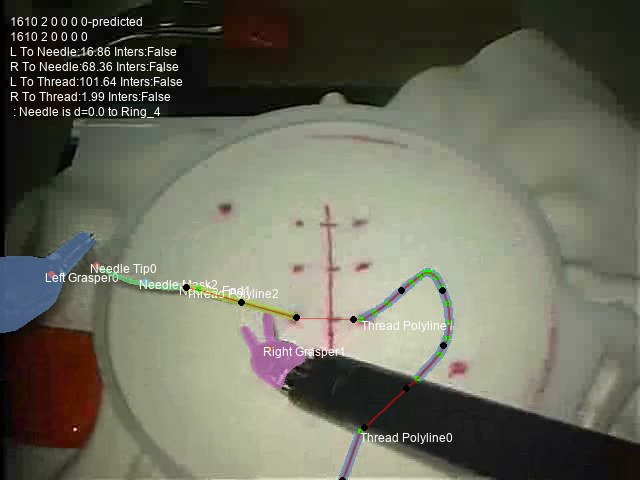 1610 2 0 0 0 0-predicted
1610 2 0 0 0 0
L To Needle:16.86 Inters:False
R To Needle:68.36 Inters:False
L To Thread:101.64 Inters:False
R To Thread:1.99 Inters:False
: Needle is d=0.0 to Ring_4
Needle Tip0
Left Grasper0
Needle Mask2
Thread Polyline2
Thread Polyline
Right Grasper1
Thread Polyline0